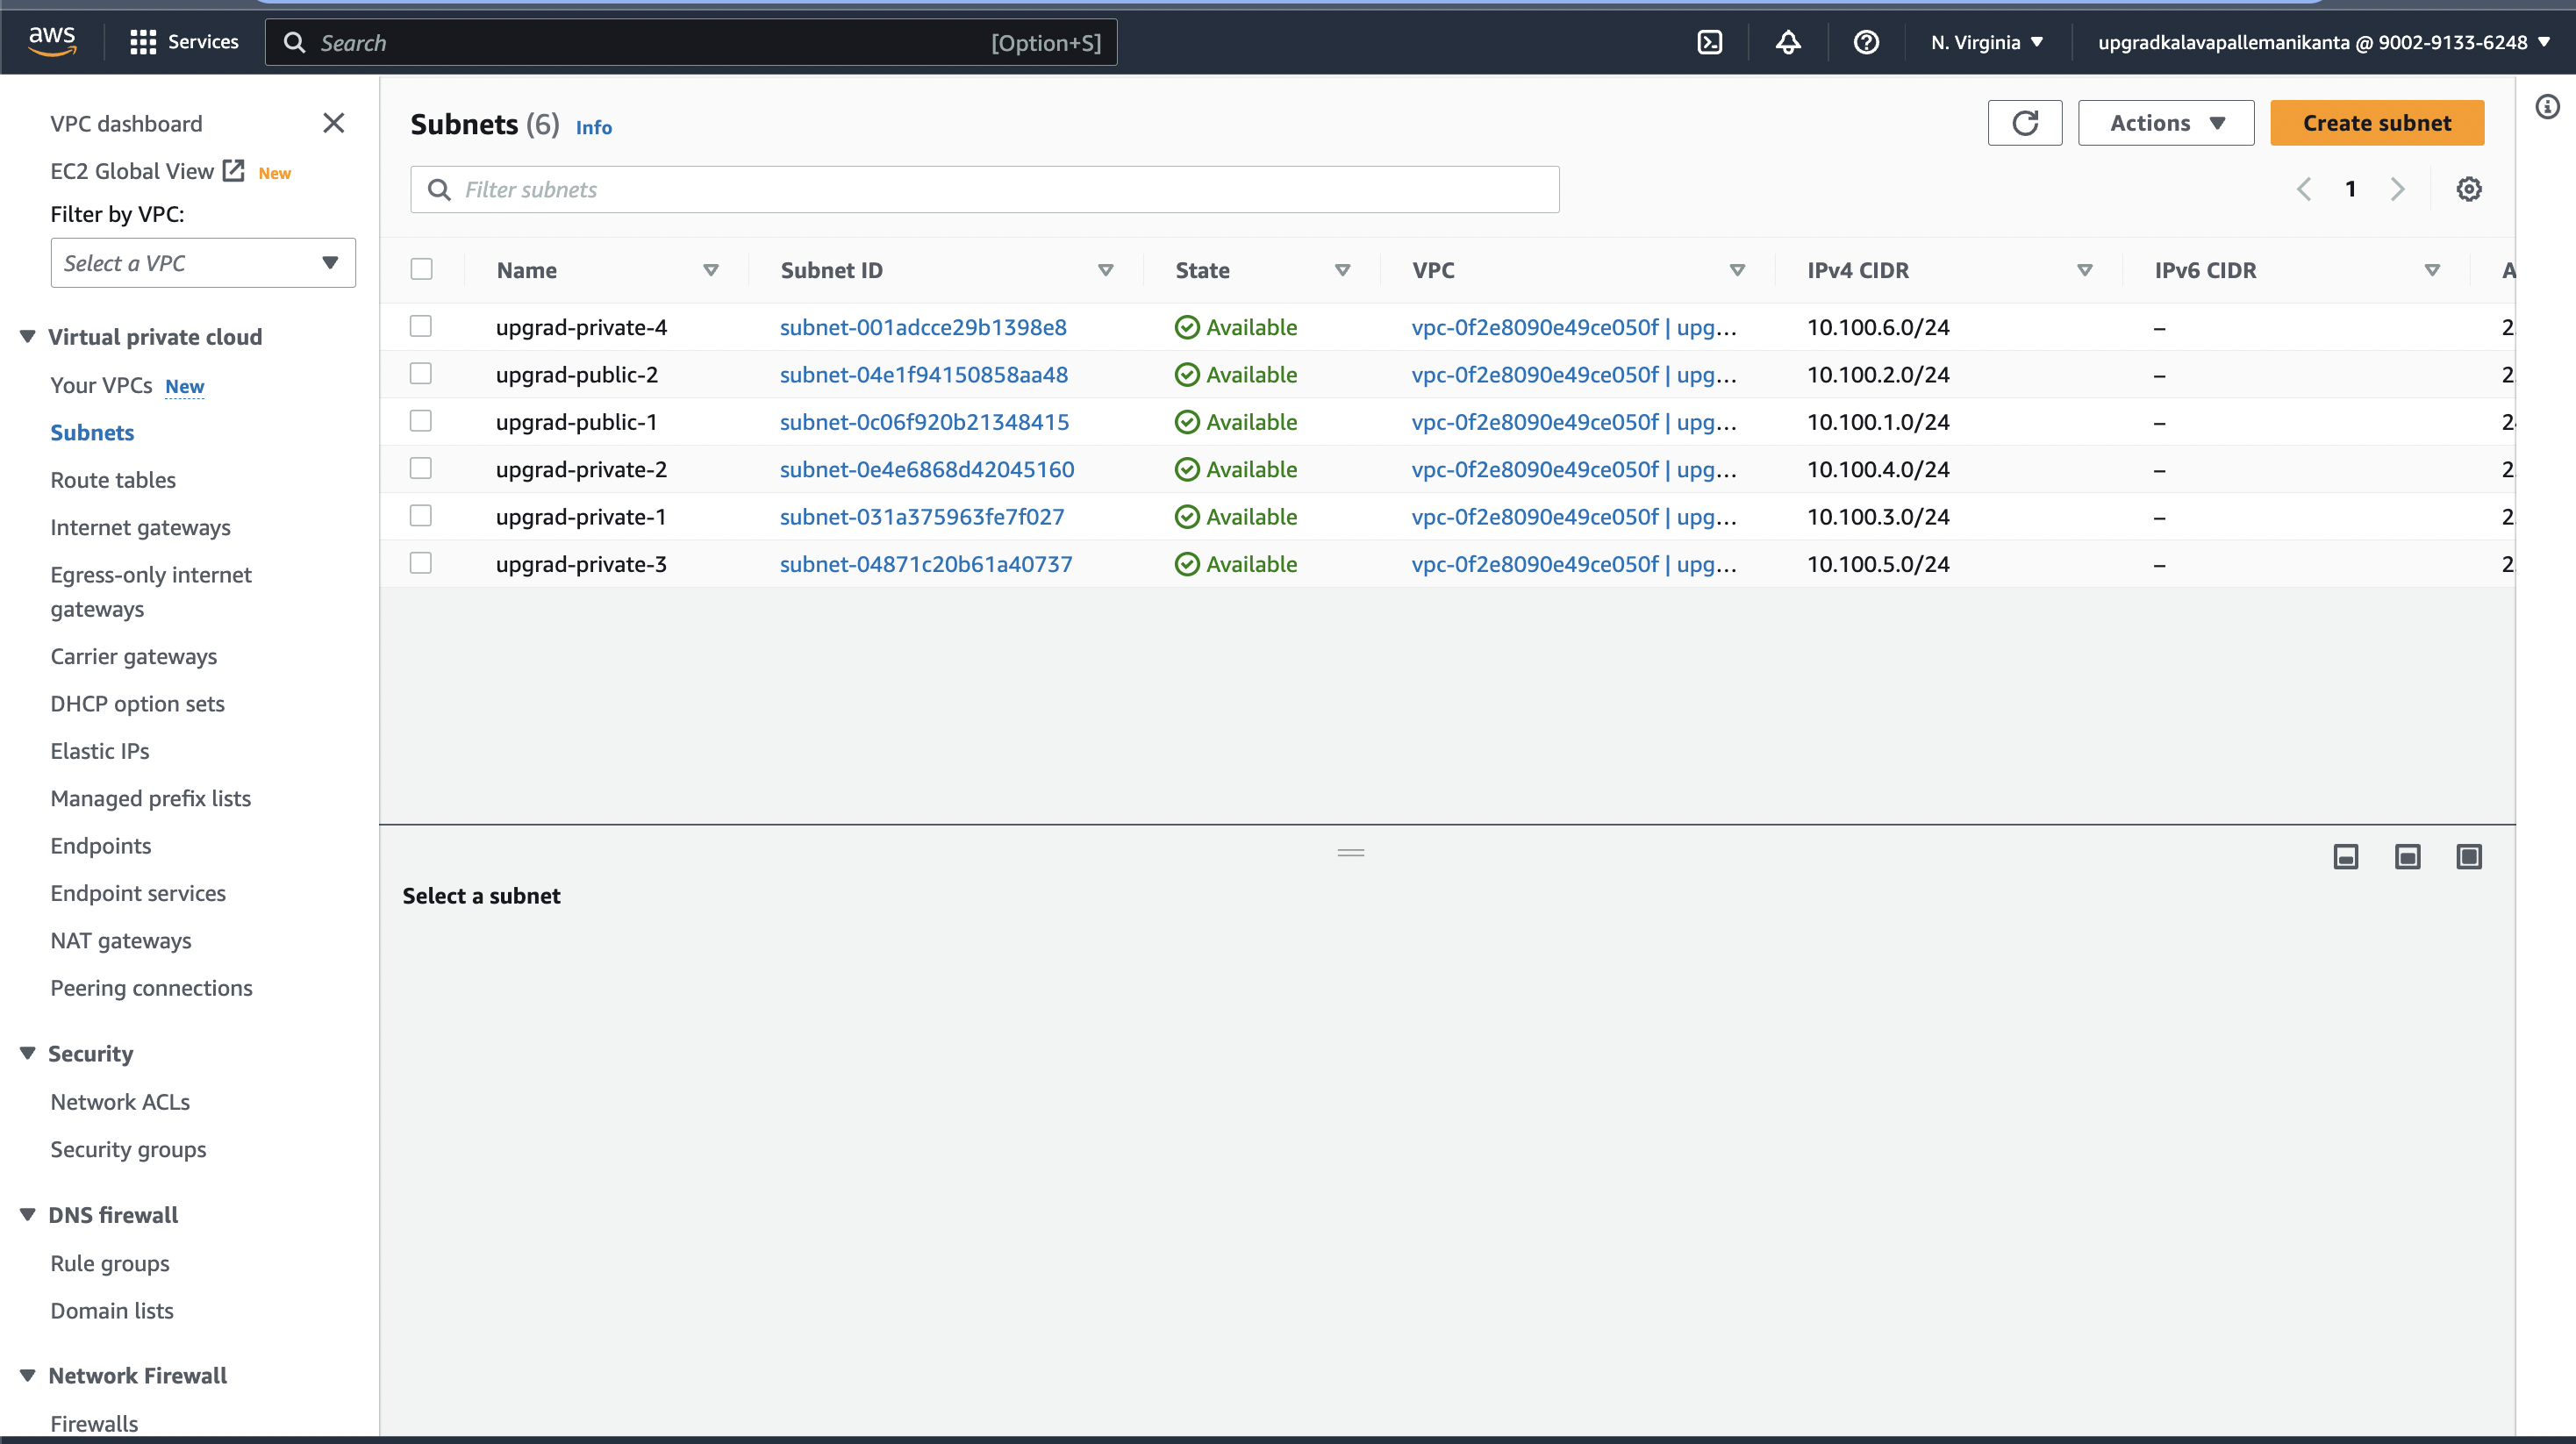 aws
Services
Search
[Option+S]
N. Virginia
upgradkalavapallemanikanta @ 9002-9133-6248
VPC dashboard
EC2 Global View New
Filter by VPC:
Select a VPC
Virtual private cloud
Your VPCs New
Subnets
Route tables
Internet gateways
Egress-only internet
gateways
Carrier gateways
DHCP option sets
Elastic IPs
Managed prefix lists
Endpoints
Endpoint services
NAT gateways
Peering connections
Security
Network ACLs
Security groups
DNS firewall
Rule groups
Domain lists
Network Firewall
Firewalls
Subnets (6) Info
Actions
Create subnet
Filter subnets
1
Name Subnet ID State VPC IPv4 CIDR IPv6 CIDR A
upgrad-private-4 subnet-001adcce29b1398e8 Available vpc-0f2e8090e49ce050f | upg... 10.100.6.0/24 – 2
upgrad-public-2 subnet-04e1f94150858aa48 Available vpc-0f2e8090e49ce050f | upg... 10.100.2.0/24 – 2
upgrad-public-1 subnet-0c06f920b21348415 Available vpc-0f2e8090e49ce050f | upg... 10.100.1.0/24 – 2
upgrad-private-2 subnet-0e4e6868d42045160 Available vpc-0f2e8090e49ce050f | upg... 10.100.4.0/24 – 2
upgrad-private-1 subnet-031a375963fe7f027 Available vpc-0f2e8090e49ce050f | upg... 10.100.3.0/24 – 2
upgrad-private-3 subnet-04871c20b61a40737 Available vpc-0f2e8090e49ce050f | upg... 10.100.5.0/24 – 2
Select a subnet